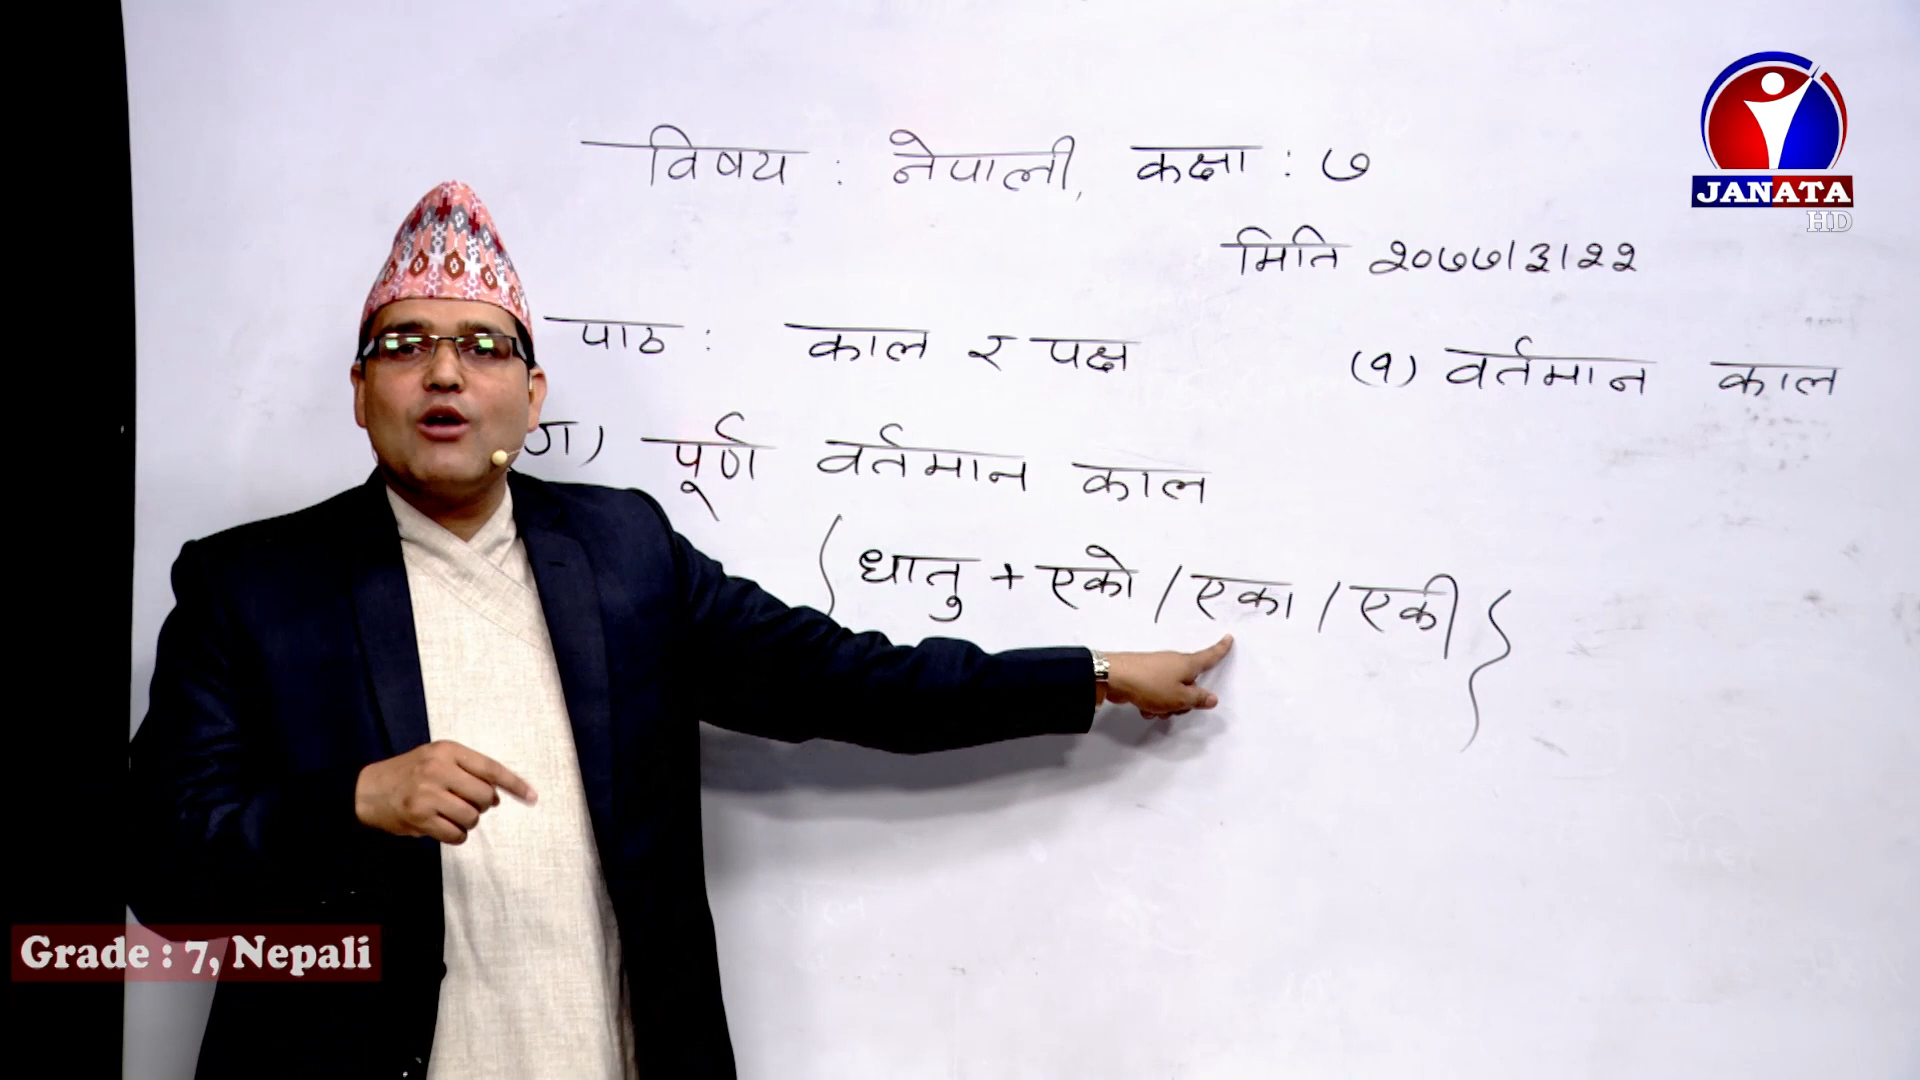 विषय : नेपाली, कक्षा : ७
मिति २०७७।३।२२
पाठ : काल र पक्ष
(१) वर्तमान काल
ग) पूर्ण वर्तमान काल
{धातु + एको / एका / एकी}
JANATA
HD
Grade : 7, Nepali